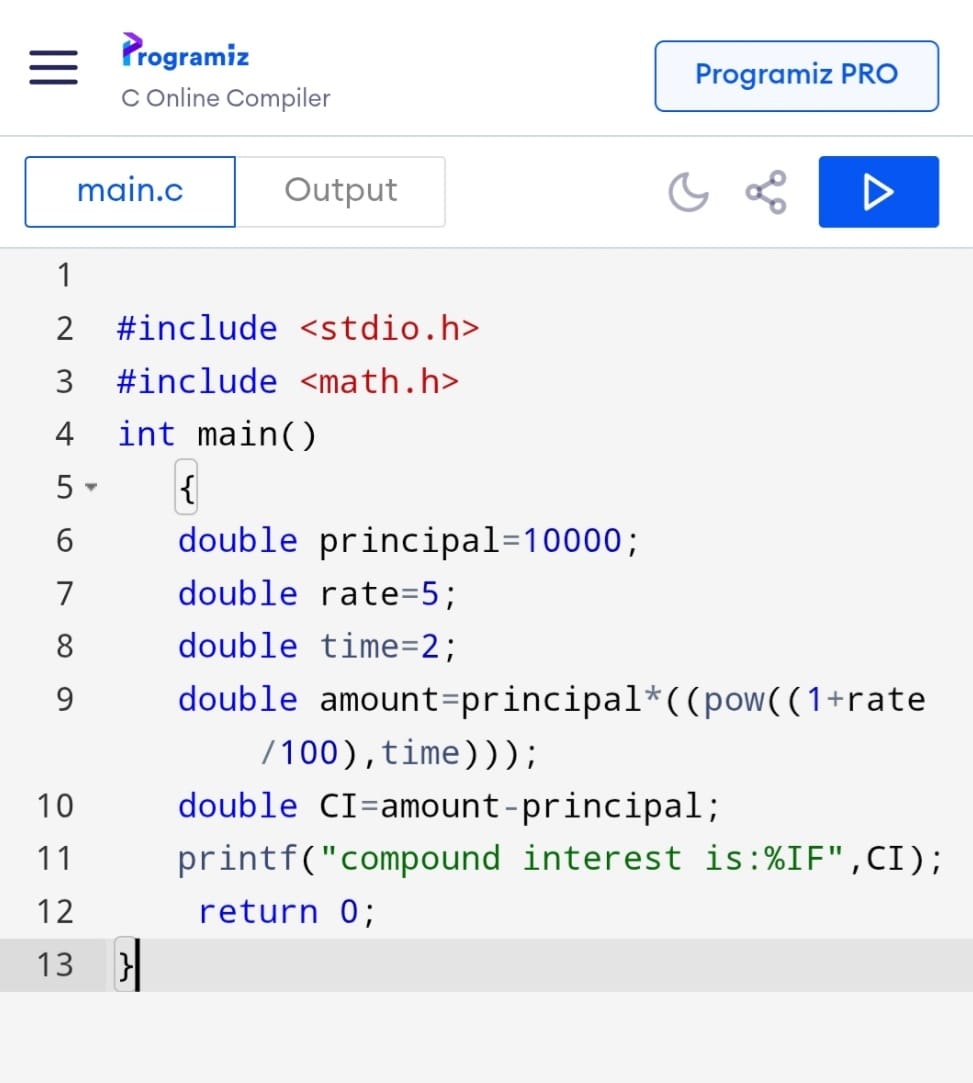 Programiz
C Online Compiler
Programiz PRO
main.c
Output
1
2 #include <stdio.h>
3 #include <math.h>
4 int main()
5 {
6 double principal=10000;
7 double rate=5;
8 double time=2;
9 double amount=principal*((pow((1+rate
/100),time)));
10 double CI=amount-principal;
11 printf("compound interest is:%IF",CI);
12 return 0;
13 }